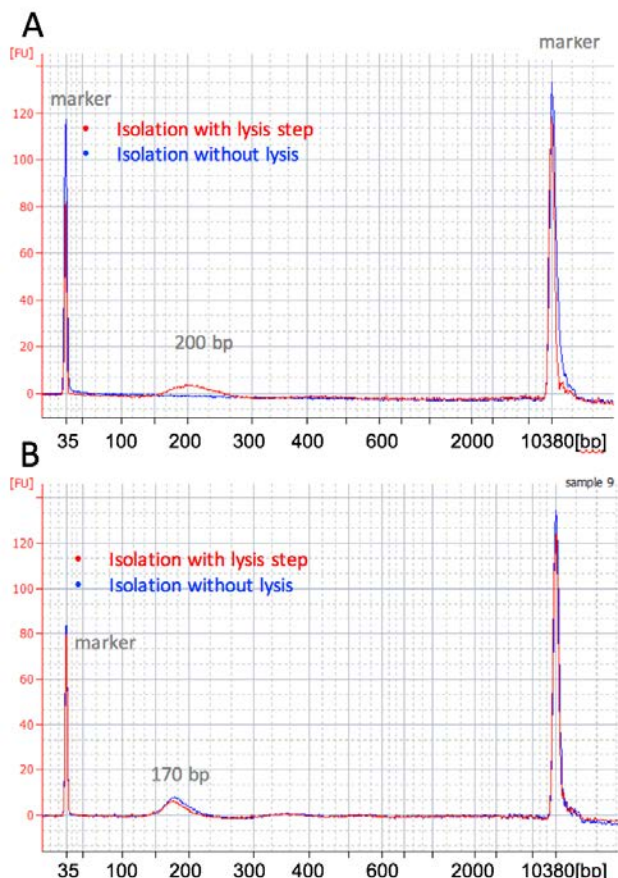 A
[FU]
marker
marker
Isolation with lysis step
Isolation without lysis
120
100
80
60
40
20
0
200 bp
35 100 200 300 400 600 2000 10380[bp]
B
[FU]
sample 9
Isolation with lysis step
Isolation without lysis
marker
120
100
80
60
40
20
0
170 bp
35 100 200 300 400 600 2000 10380[bp]